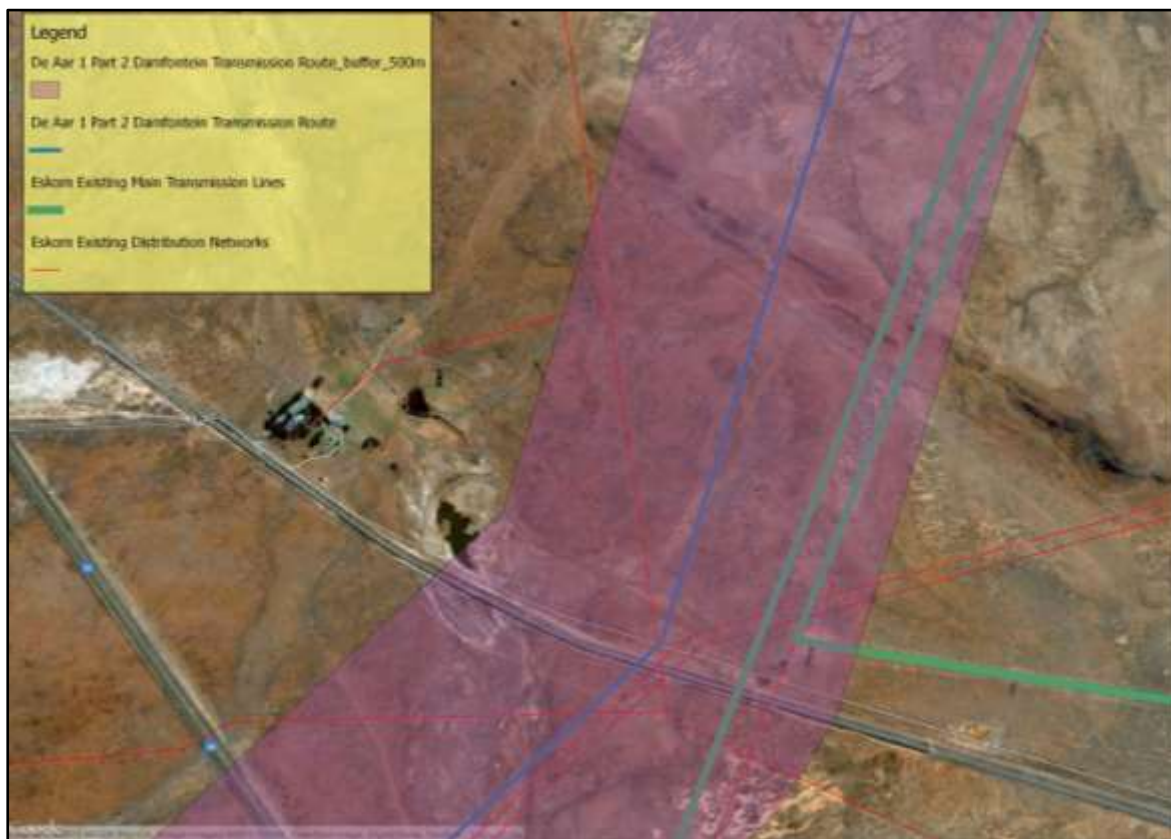 Legend
De Aar 1 Part 2 Damfontein Transmission Route_buffer_500m
De Aar 1 Part 2 Damfontein Transmission Route
Eskom Existing Main Transmission Lines
Eskom Existing Distribution Networks